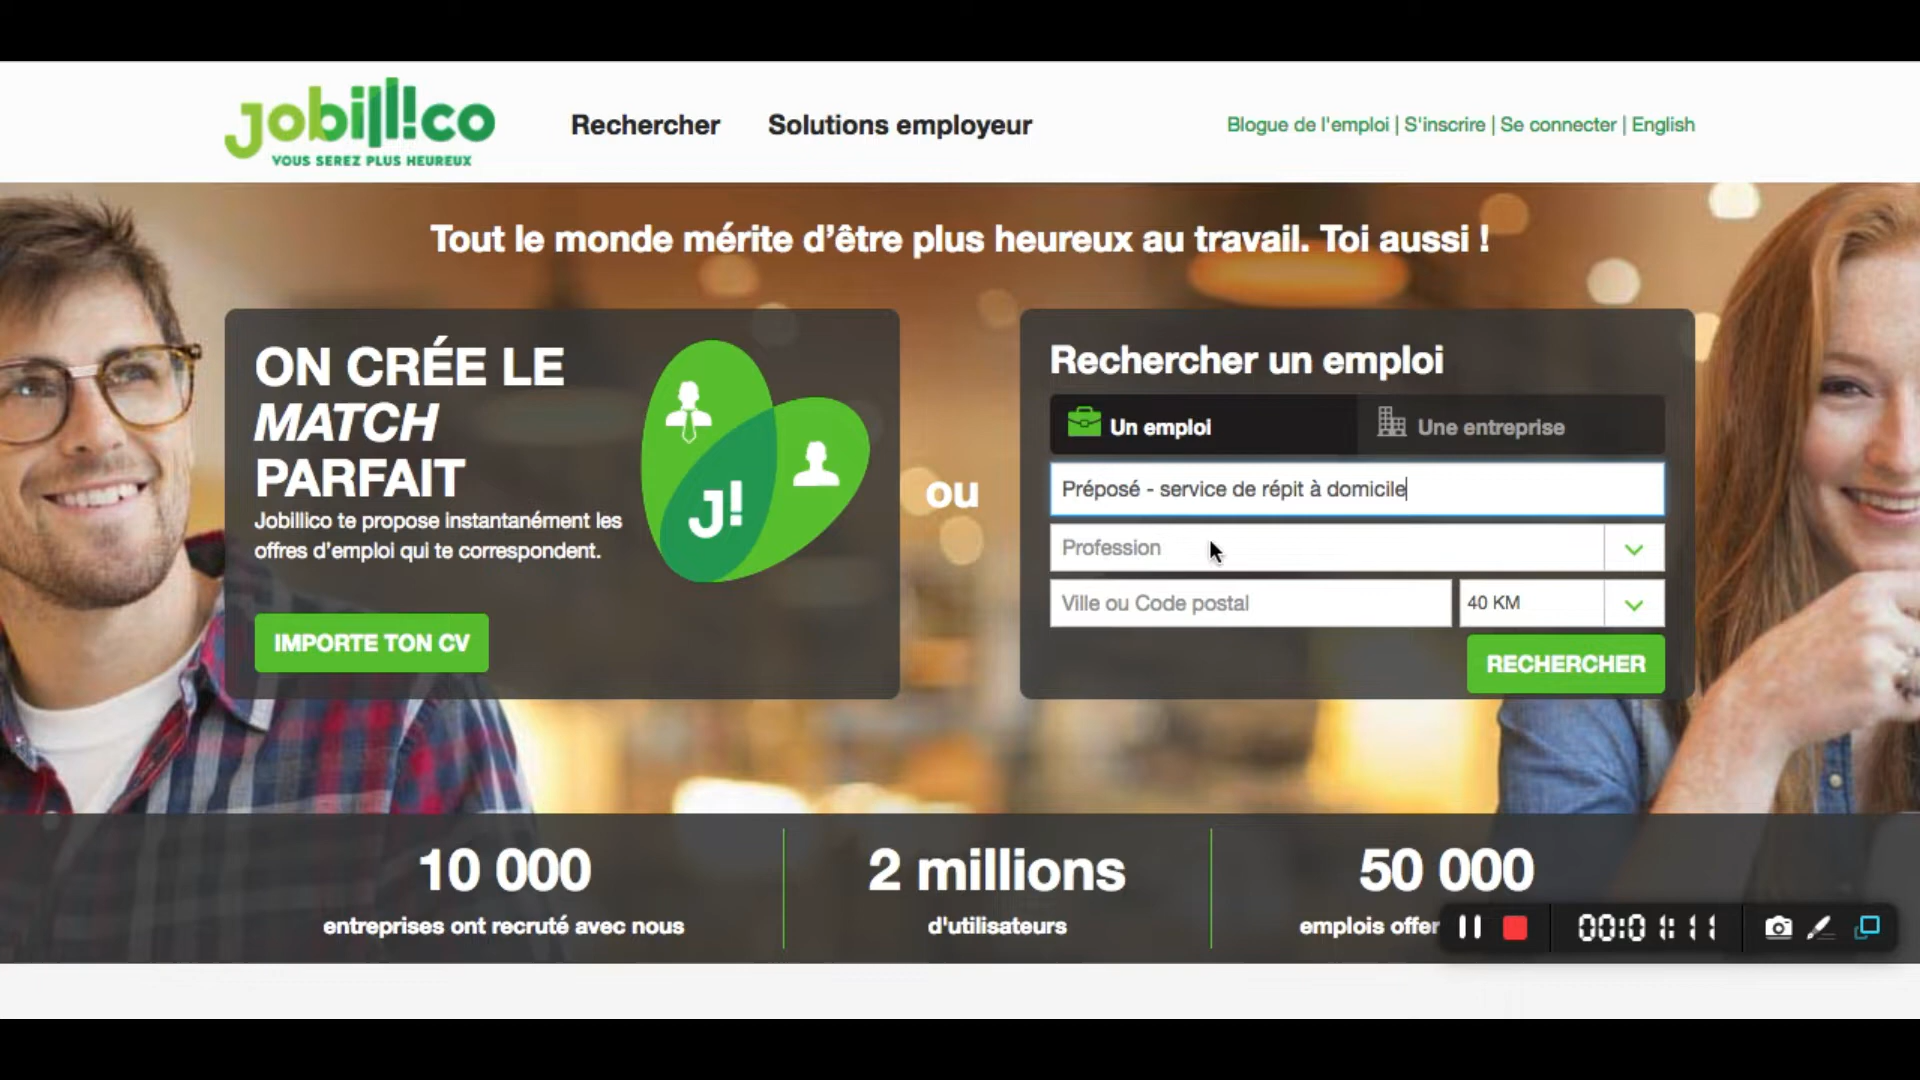 jobillico
VOUS SEREZ PLUS HEUREUX
Rechercher
Solutions employeur
Blogue de l'emploi | S'inscrire | Se connecter | English
Tout le monde mérite d’être plus heureux au travail. Toi aussi !
ON CRÉE LE
MATCH
PARFAIT
Jobillico te propose instantanément les
offres d’emploi qui te correspondent.
IMPORTE TON CV
J!
ou
Rechercher un emploi
Un emploi
Une entreprise
Préposé - service de répit à domicile
Profession
Ville ou Code postal
40 KM
RECHERCHER
10 000
entreprises ont recruté avec nous
2 millions
d'utilisateurs
50 000
emplois offer
00:01:11